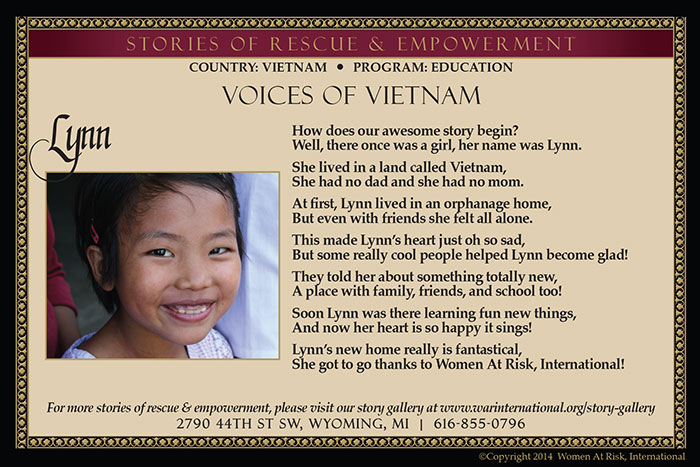 STORIES OF RESCUE & EMPOWERMENT
COUNTRY: VIETNAM • PROGRAM: EDUCATION
VOICES OF VIETNAM
Lynn
How does our awesome story begin?
Well, there once was a girl, her name was Lynn.
She lived in a land called Vietnam,
She had no dad and she had no mom.
At first, Lynn lived in an orphanage home,
But even with friends she felt all alone.
This made Lynn's heart just oh so sad,
But some really cool people helped Lynn become glad!
They told her about something totally new,
A place with family, friends, and school too!
Soon Lynn was there learning fun new things,
And now her heart is so happy it sings!
Lynn's new home really is fantastical,
She got to go thanks to Women At Risk, International!
For more stories of rescue & empowerment, please visit our story gallery at www.warinternational.org/story-gallery
2790 44TH ST SW, WYOMING, MI | 616-855-0796
©Copyright 2014 Women At Risk, International